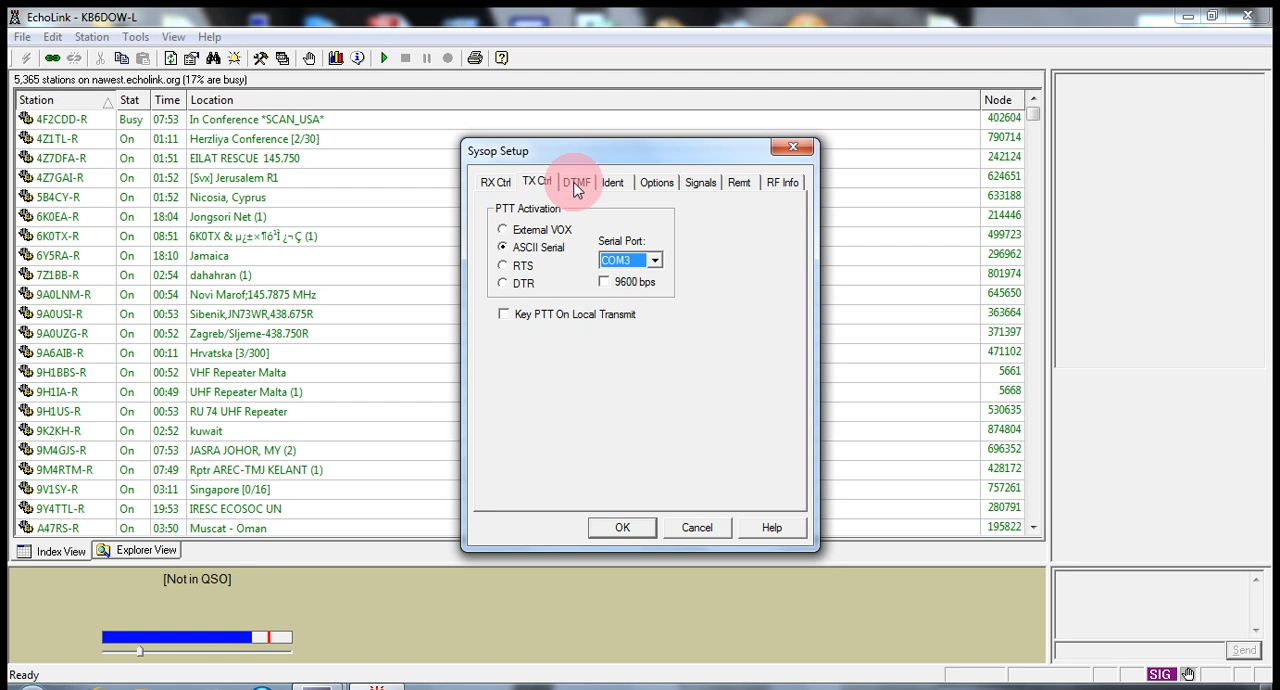 EchoLink - KB6DOW-L
File Edit Station Tools View Help
5,365 stations on nawest.echolink.org (17% are busy)
Station Stat Time Location Node
4F2CDD-R Busy 07:53 In Conference *SCAN_USA* 402604
4Z1TL-R On 01:11 Herzliya Conference [2/30] 790714
4Z7DFA-R On 01:51 EILAT RESCUE 145.750 242124
4Z7GAI-R On 01:52 [Svx] Jerusalem R1 624651
5B4CY-R On 01:52 Nicosia, Cyprus 633188
6K0EA-R On 18:04 Jongsori Net (1) 214446
6K0TX-R On 08:51 6K0TX & µ¿±×¶ó¹Ì ¿¬Ç (1) 499723
6Y5RA-R On 18:10 Jamaica 296962
7Z1BB-R On 02:54 dahahran (1) 801974
9A0LNM-R On 00:54 Novi Marof;145.7875 MHz 645650
9A0USI-R On 00:53 Sibenik,JN73WR,438.675R 363664
9A0UZG-R On 00:52 Zagreb/Sljeme-438.750R 371397
9A6AIB-R On 00:11 Hrvatska [3/300] 471102
9H1BBS-R On 00:52 VHF Repeater Malta 5661
9H1IA-R On 00:49 UHF Repeater Malta (1) 5668
9H1US-R On 00:53 RU 74 UHF Repeater 530635
9K2KH-R On 02:52 kuwait 874804
9M4GJS-R On 07:53 JASRA JOHOR, MY (2) 696352
9M4RTM-R On 07:49 Rptr AREC-TMJ KELANT (1) 428172
9V1SY-R On 03:11 Singapore [0/16] 757261
9Y4TTL-R On 19:53 IRESC ECOSOC UN 280791
A47RS-R On 03:50 Muscat - Oman 195822
Sysop Setup
RX Ctrl TX Ctrl DTMF Ident Options Signals Remt RF Info
PTT Activation
External VOX
ASCII Serial
RTS
DTR
Serial Port:
COM3
9600 bps
Key PTT On Local Transmit
OK Cancel Help
Index View Explorer View
[Not in QSO]
Send
Ready
SIG